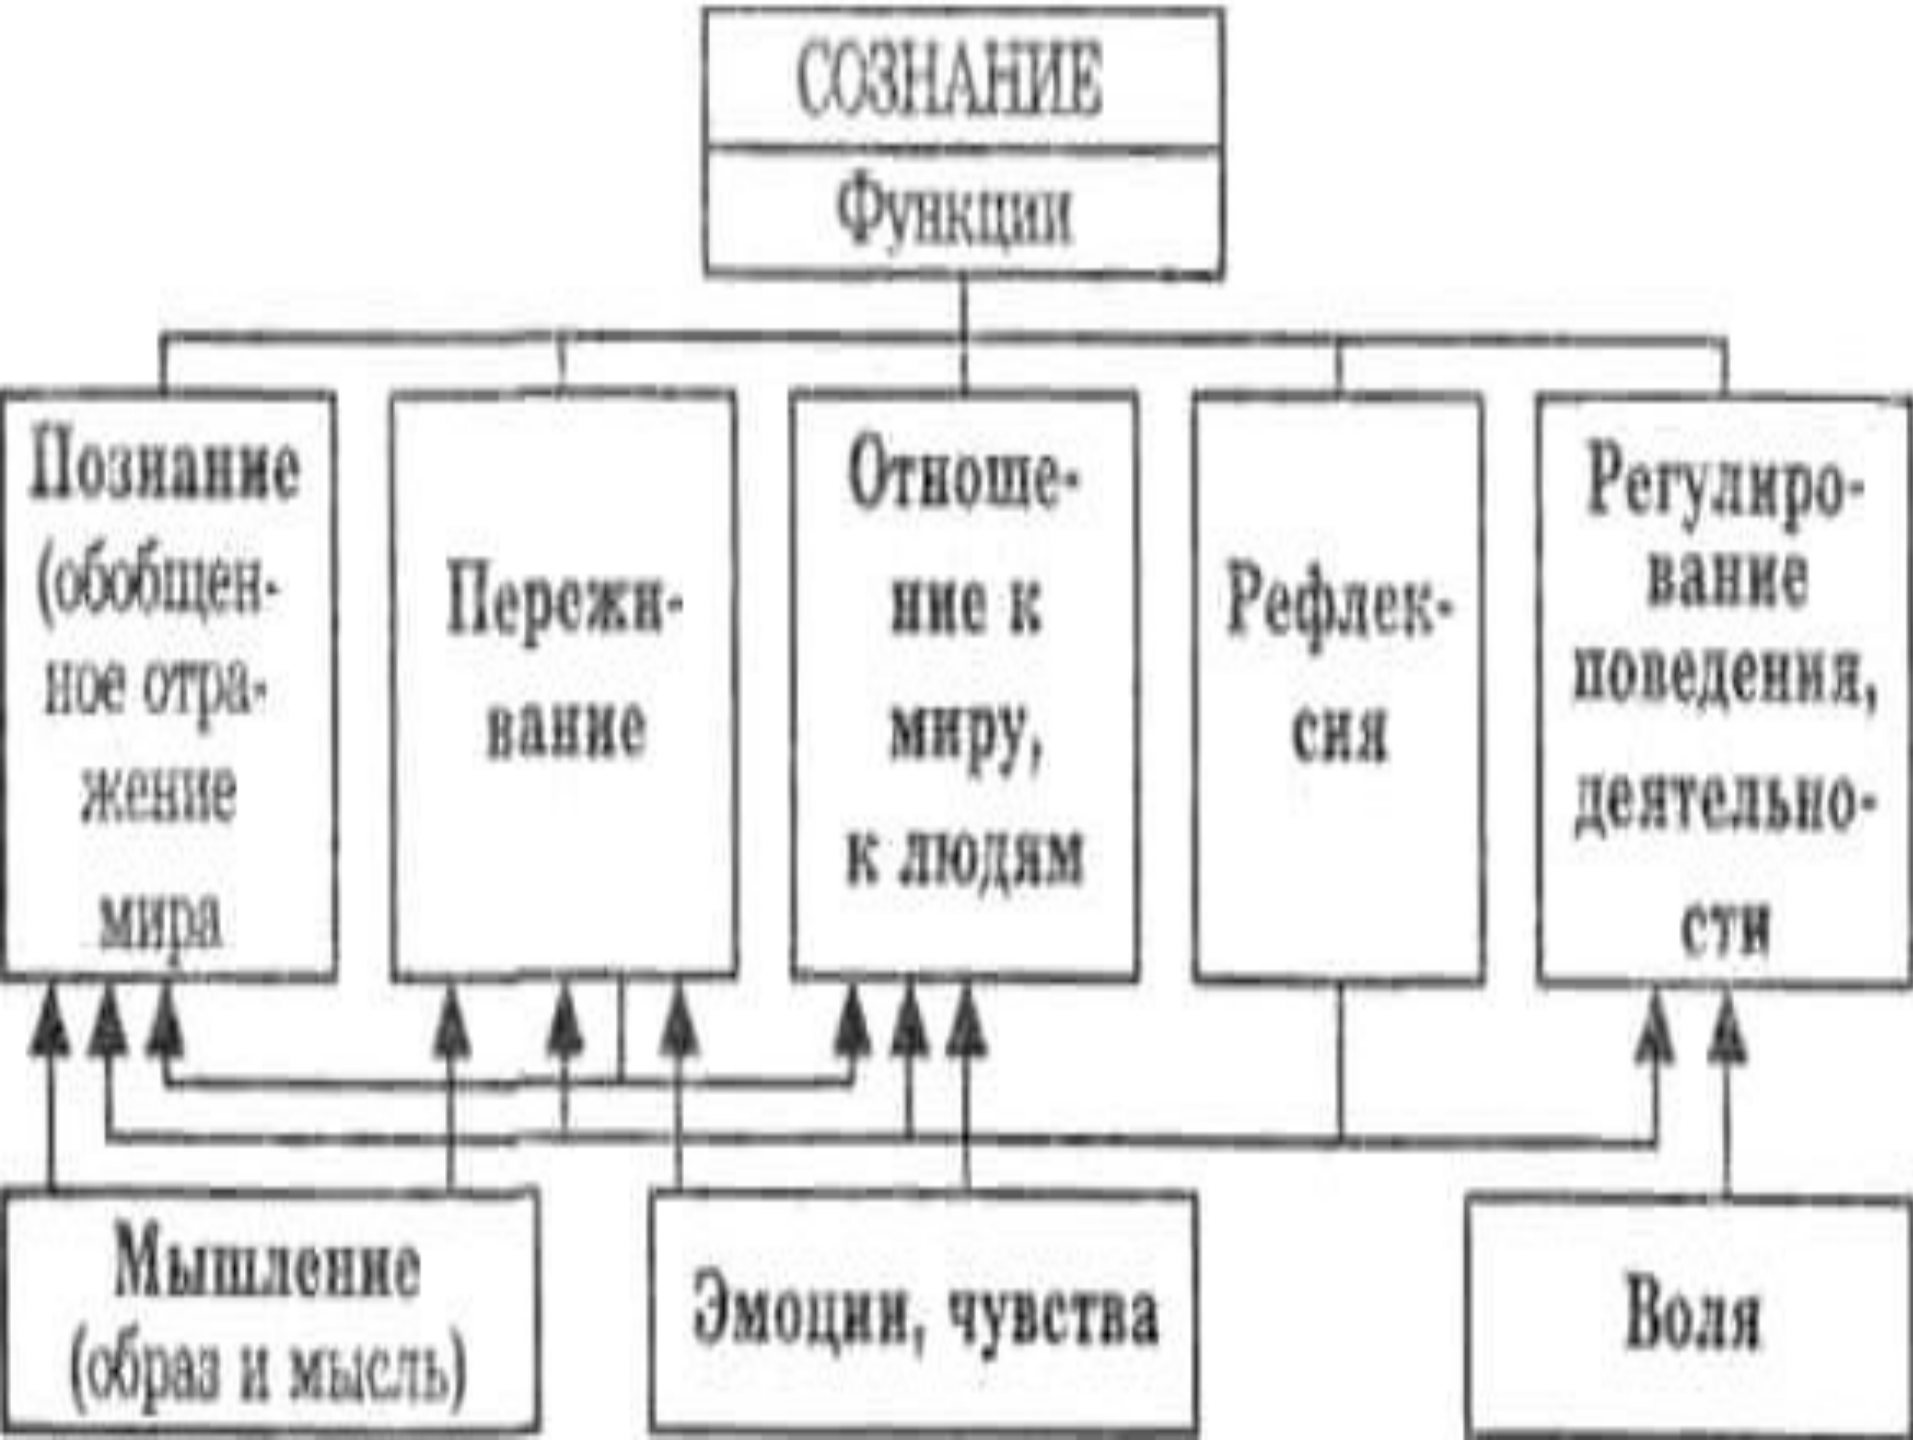 СОЗНАНИЕ
Функции
Познание
(обобщен-
ное отра-
жение
мира
Пережи-
вание
Отноше-
ние к
миру,
к людям
Рефлек-
сия
Регулиро-
вание
поведения,
деятельно-
сти
Мышление
(образ и мысль)
Эмоции, чувства
Воля